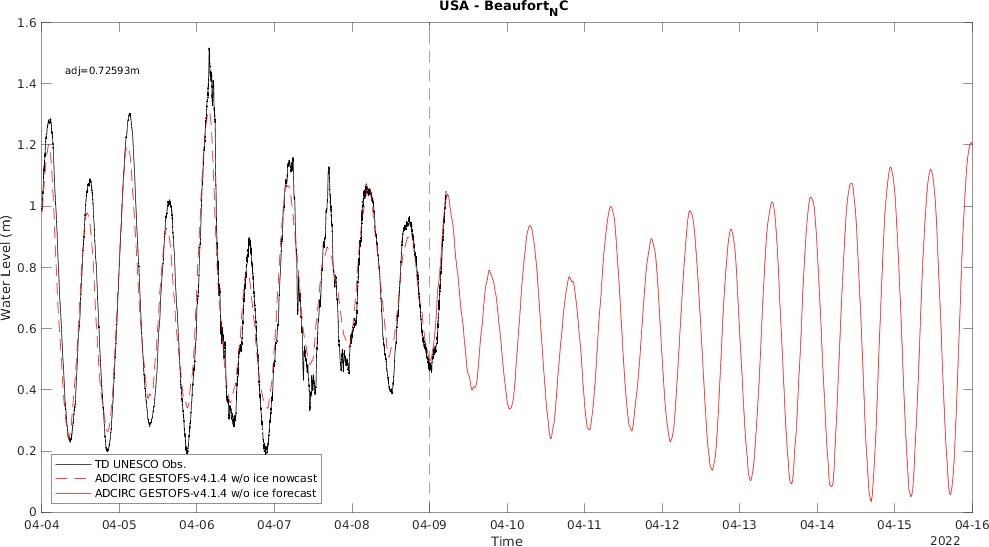 USA - Beaufort_NC
1.6
1.4
1.2
1
0.8
0.6
0.4
0.2
0
Water Level (m)
adj=0.72593m
TD UNESCO Obs.
ADCIRC GESTOFS-v4.1.4 w/o ice nowcast
ADCIRC GESTOFS-v4.1.4 w/o ice forecast
04-04 04-05 04-06 04-07 04-08 04-09 04-10 04-11 04-12 04-13 04-14 04-15 04-16
Time
2022